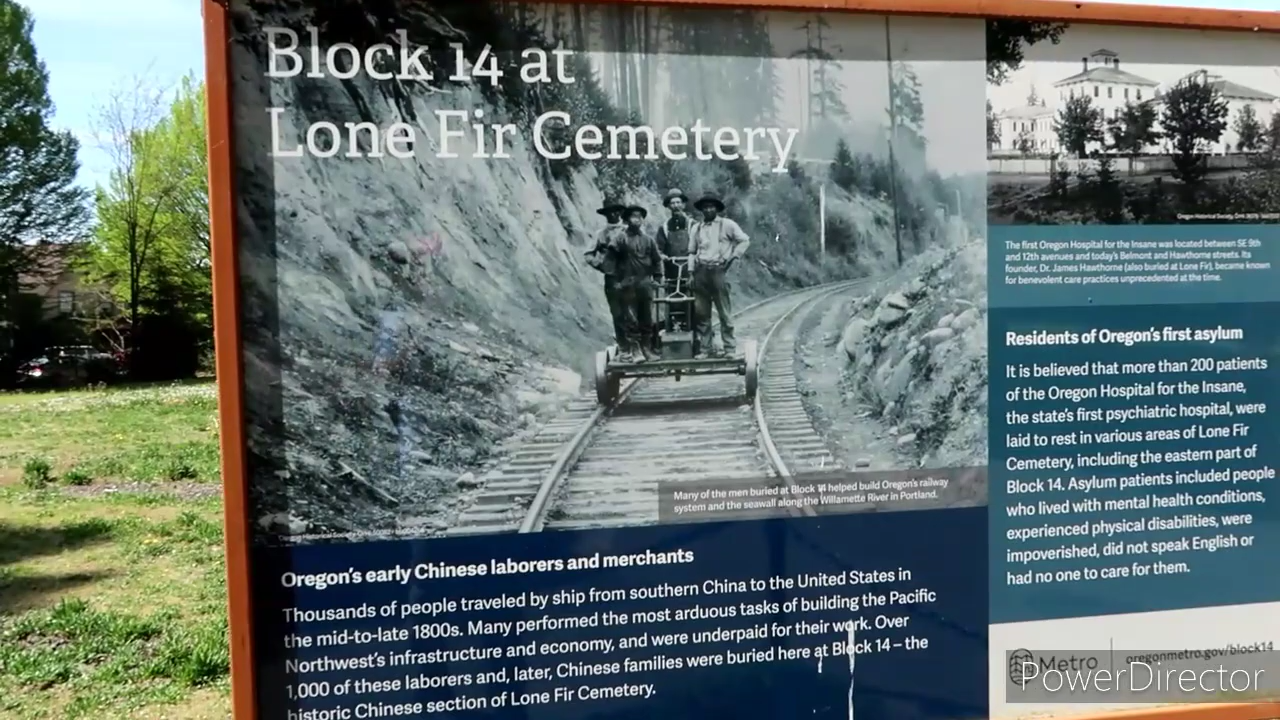 Block 14 at
Lone Fir Cemetery
Many of the men buried at Block 14 helped build Oregon's railway
system and the seawall along the Willamette River in Portland.
Oregon's early Chinese laborers and merchants
Thousands of people traveled by ship from southern China to the United States in
the mid-to-late 1800s. Many performed the most arduous tasks of building the Pacific
Northwest's infrastructure and economy, and were underpaid for their work. Over
1,000 of these laborers and, later, Chinese families were buried here at Block 14 – the
historic Chinese section of Lone Fir Cemetery.
The first Oregon Hospital for the Insane was located between SE 9th
and 12th avenues and today's Belmont and Hawthorne streets. Its
founder, Dr. James Hawthorne (also buried at Lone Fir), became known
for benevolent care practices unprecedented at the time.
Residents of Oregon's first asylum
It is believed that more than 200 patients
of the Oregon Hospital for the Insane,
the state's first psychiatric hospital, were
laid to rest in various areas of Lone Fir
Cemetery, including the eastern part of
Block 14. Asylum patients included people
who lived with mental health conditions,
experienced physical disabilities, were
impoverished, did not speak English or
had no one to care for them.
Metro
oregonmetro.gov/block14
PowerDirector